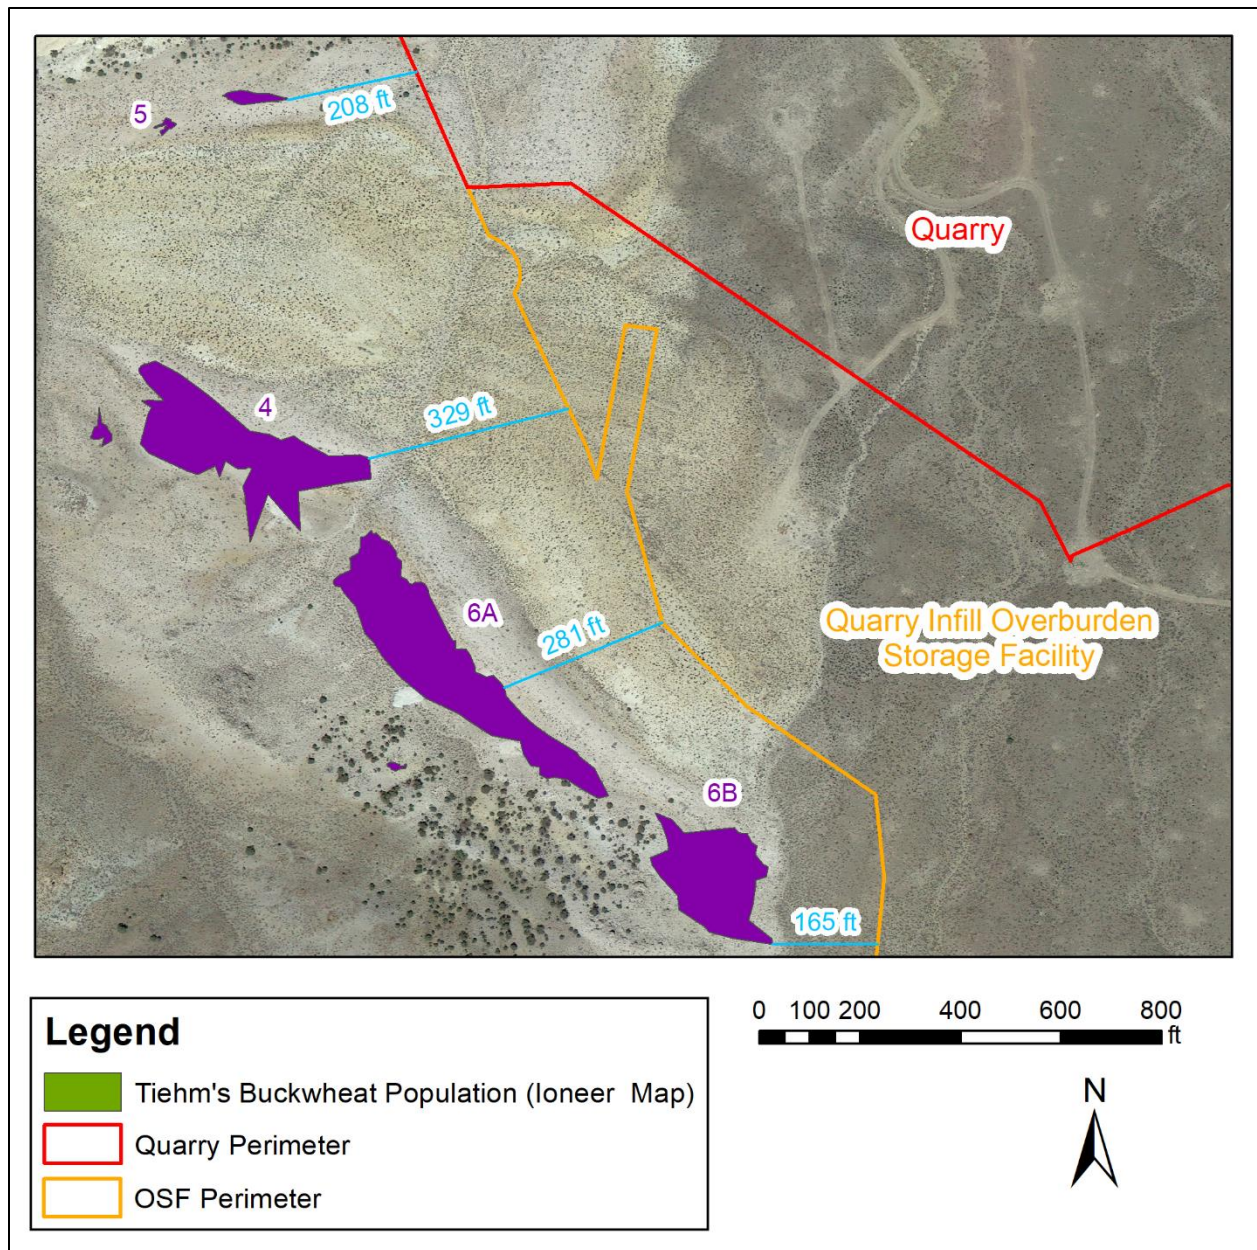 208 ft
5
Quarry
4
329 ft
6A
281 ft
Quarry Infill Overburden
Storage Facility
6B
165 ft
Legend
Tiehm's Buckwheat Population (Ioneer Map)
Quarry Perimeter
OSF Perimeter
0 100 200 400 600 800
ft
N